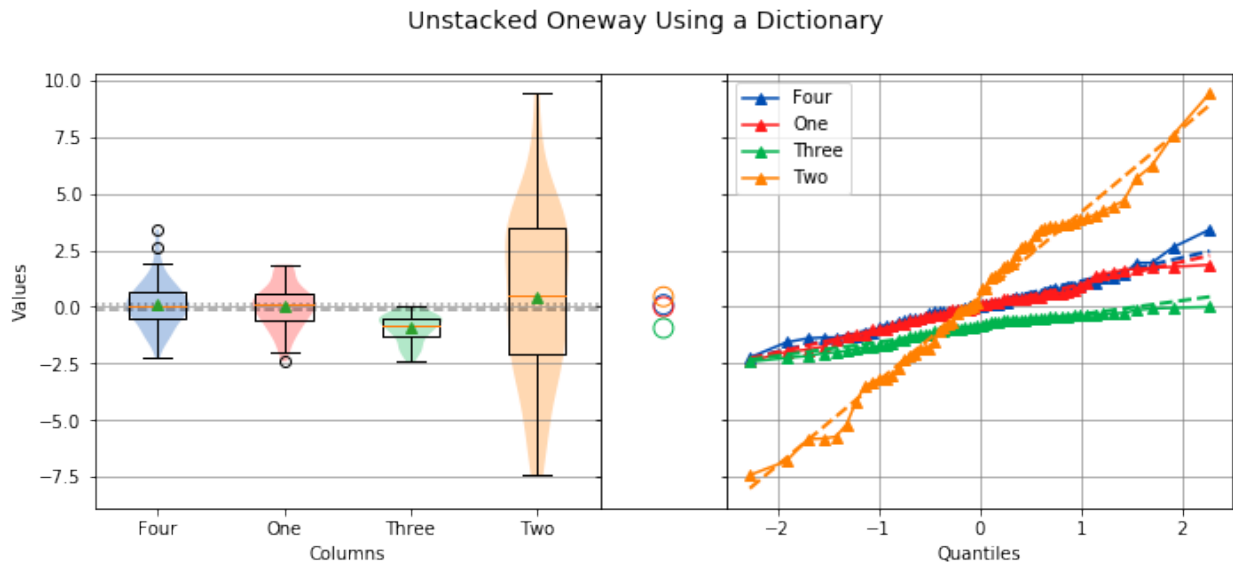 Unstacked Oneway Using a Dictionary
10.0
7.5
5.0
2.5
0.0
−2.5
−5.0
−7.5
Values
Four
One
Three
Two
Columns
Four
One
Three
Two
−2
−1
0
1
2
Quantiles